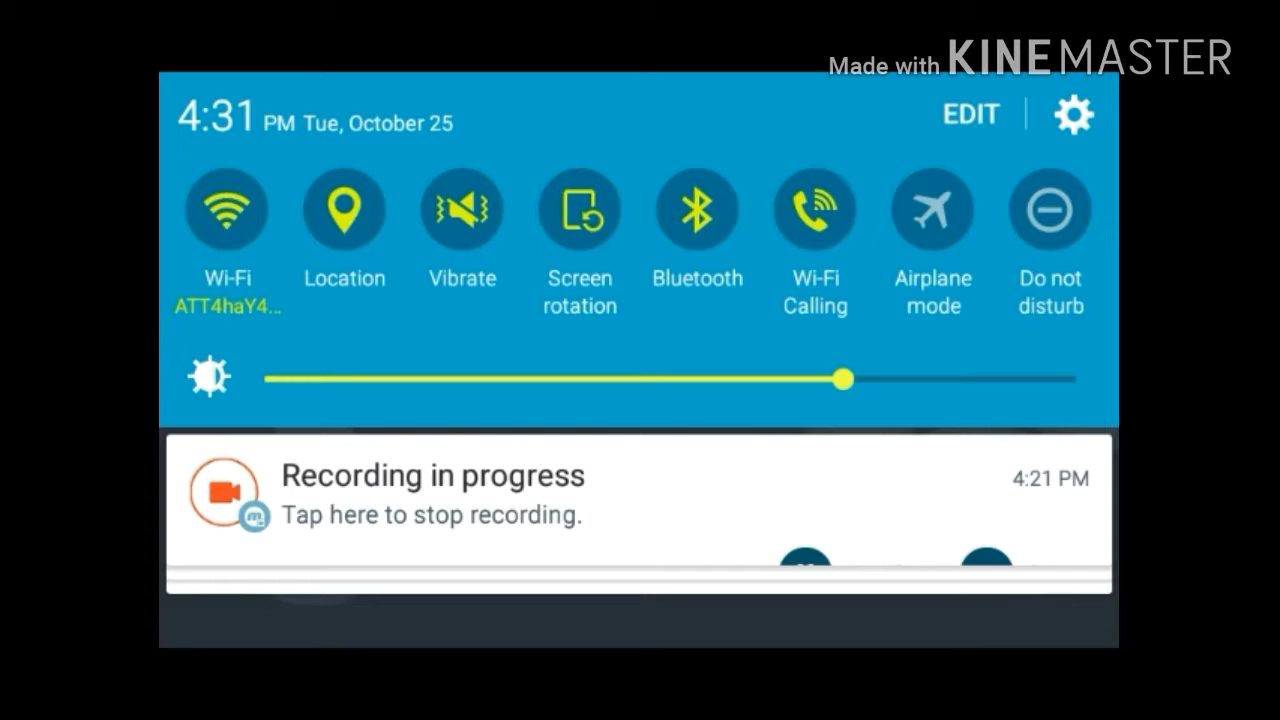 Made with KINEMASTER
4:31 PM Tue, October 25
EDIT
Wi-Fi
ATT4haY4...
Location
Vibrate
Screen
rotation
Bluetooth
Wi-Fi
Calling
Airplane
mode
Do not
disturb
Recording in progress
4:21 PM
Tap here to stop recording.